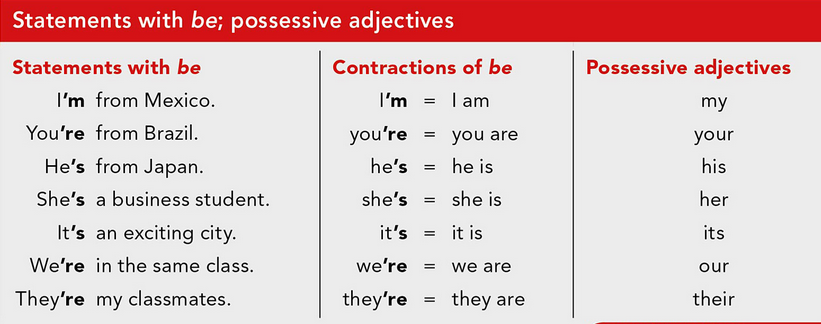 Statements with be; possessive adjectives
Statements with be
I'm from Mexico.
You're from Brazil.
He's from Japan.
She's a business student.
It's an exciting city.
We're in the same class.
They're my classmates.
Contractions of be
I'm = I am
you're = you are
he's = he is
she's = she is
it's = it is
we're = we are
they're = they are
Possessive adjectives
my
your
his
her
its
our
their